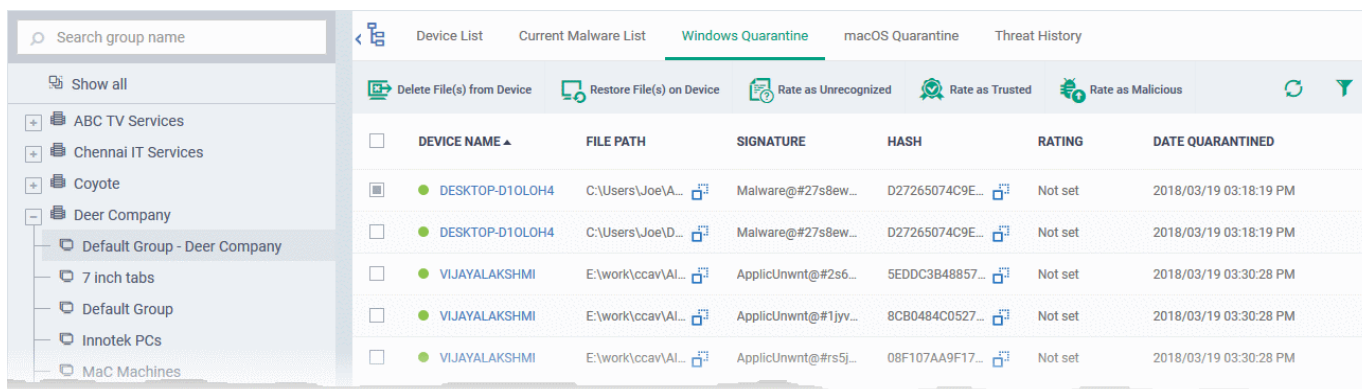 Search group name
Show all
ABC TV Services
Chennai IT Services
Coyote
Deer Company
Default Group - Deer Company
7 inch tabs
Default Group
Innotek PCs
MaC Machines
Device List Current Malware List Windows Quarantine macOS Quarantine Threat History
Delete File(s) from Device Restore File(s) on Device Rate as Unrecognized Rate as Trusted Rate as Malicious
DEVICE NAME FILE PATH SIGNATURE HASH RATING DATE QUARANTINED
DESKTOP-D1OLOH4 C:\Users\Joe\A... Malware@#27s8ew... D27265074C9E... Not set 2018/03/19 03:18:19 PM
DESKTOP-D1OLOH4 C:\Users\Joe\D... Malware@#27s8ew... D27265074C9E... Not set 2018/03/19 03:18:19 PM
VIJAYALAKSHMI E:\work\ccav\Al... ApplicUnwnt@#2s6... 5EDDC3B48857... Not set 2018/03/19 03:30:28 PM
VIJAYALAKSHMI E:\work\ccav\Al... ApplicUnwnt@#1jyv... 8CB0484C0527... Not set 2018/03/19 03:30:28 PM
VIJAYALAKSHMI E:\work\ccav\Al... ApplicUnwnt@#rs5j... 08F107AA9F17... Not set 2018/03/19 03:30:28 PM